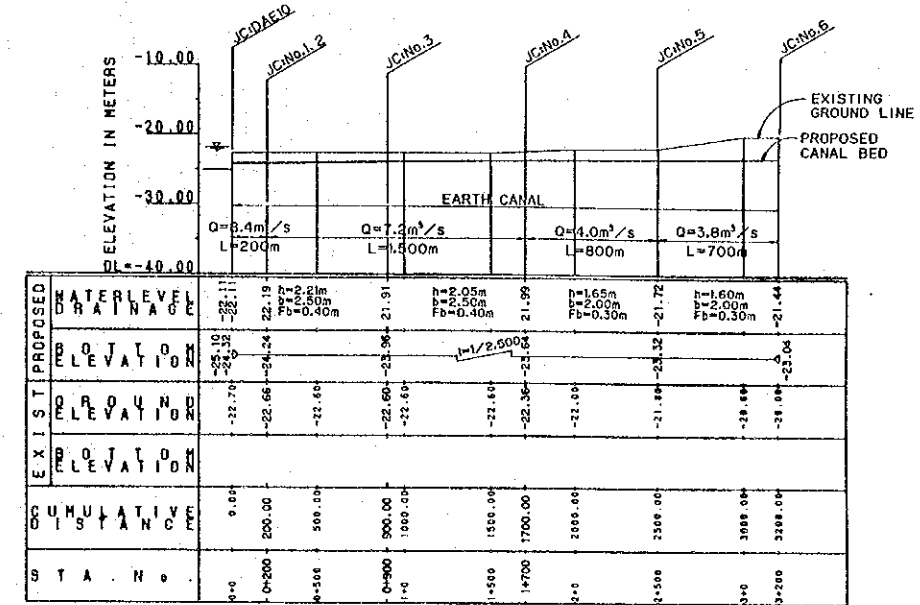 JC:DAE10
JC:No.1.2
JC:No.3
JC:No.4
JC:No.5
JC:No.6
ELEVATION IN METERS
-10.00
-20.00
-30.00
DL=-40.00
EXISTING
GROUND LINE
PROPOSED
CANAL BED
EARTH CANAL
Q=8.4m³/s
L=200m
Q=7.2m³/s
L=1.500m
Q=4.0m³/s
L=800m
Q=3.8m³/s
L=700m
PROPOSED
WATERLEVEL
DRAINAGE
-22.11
-22.11
22.19
h=2.21m
b=2.50m
Fb=0.40m
21.91
h=2.05m
b=2.50m
Fb=0.40m
21.99
h=1.65m
b=2.00m
Fb=0.30m
-21.72
h=1.60m
b=2.00m
Fb=0.30m
-21.44
BOTTOM
ELEVATION
-25.10
-24.32
-24.24
-23.96
I=1/2.500
-23.64
-23.32
-23.04
EXIST
GROUND
ELEVATION
-22.70
-22.66
-22.60
-22.60
-22.60
-22.60
-22.36
-22.00
BOTTOM
ELEVATION
CUMULATIVE
DISTANCE
0.00
200.00
500.00
900.00
1000.00
1500.00
1700.00
2000.00
2500.00
3000.00
3200.00
STA. No.
0+0
0+200
0+500
0+900
1+0
1+500
1+700
2+0
2+500
3+0
3+200